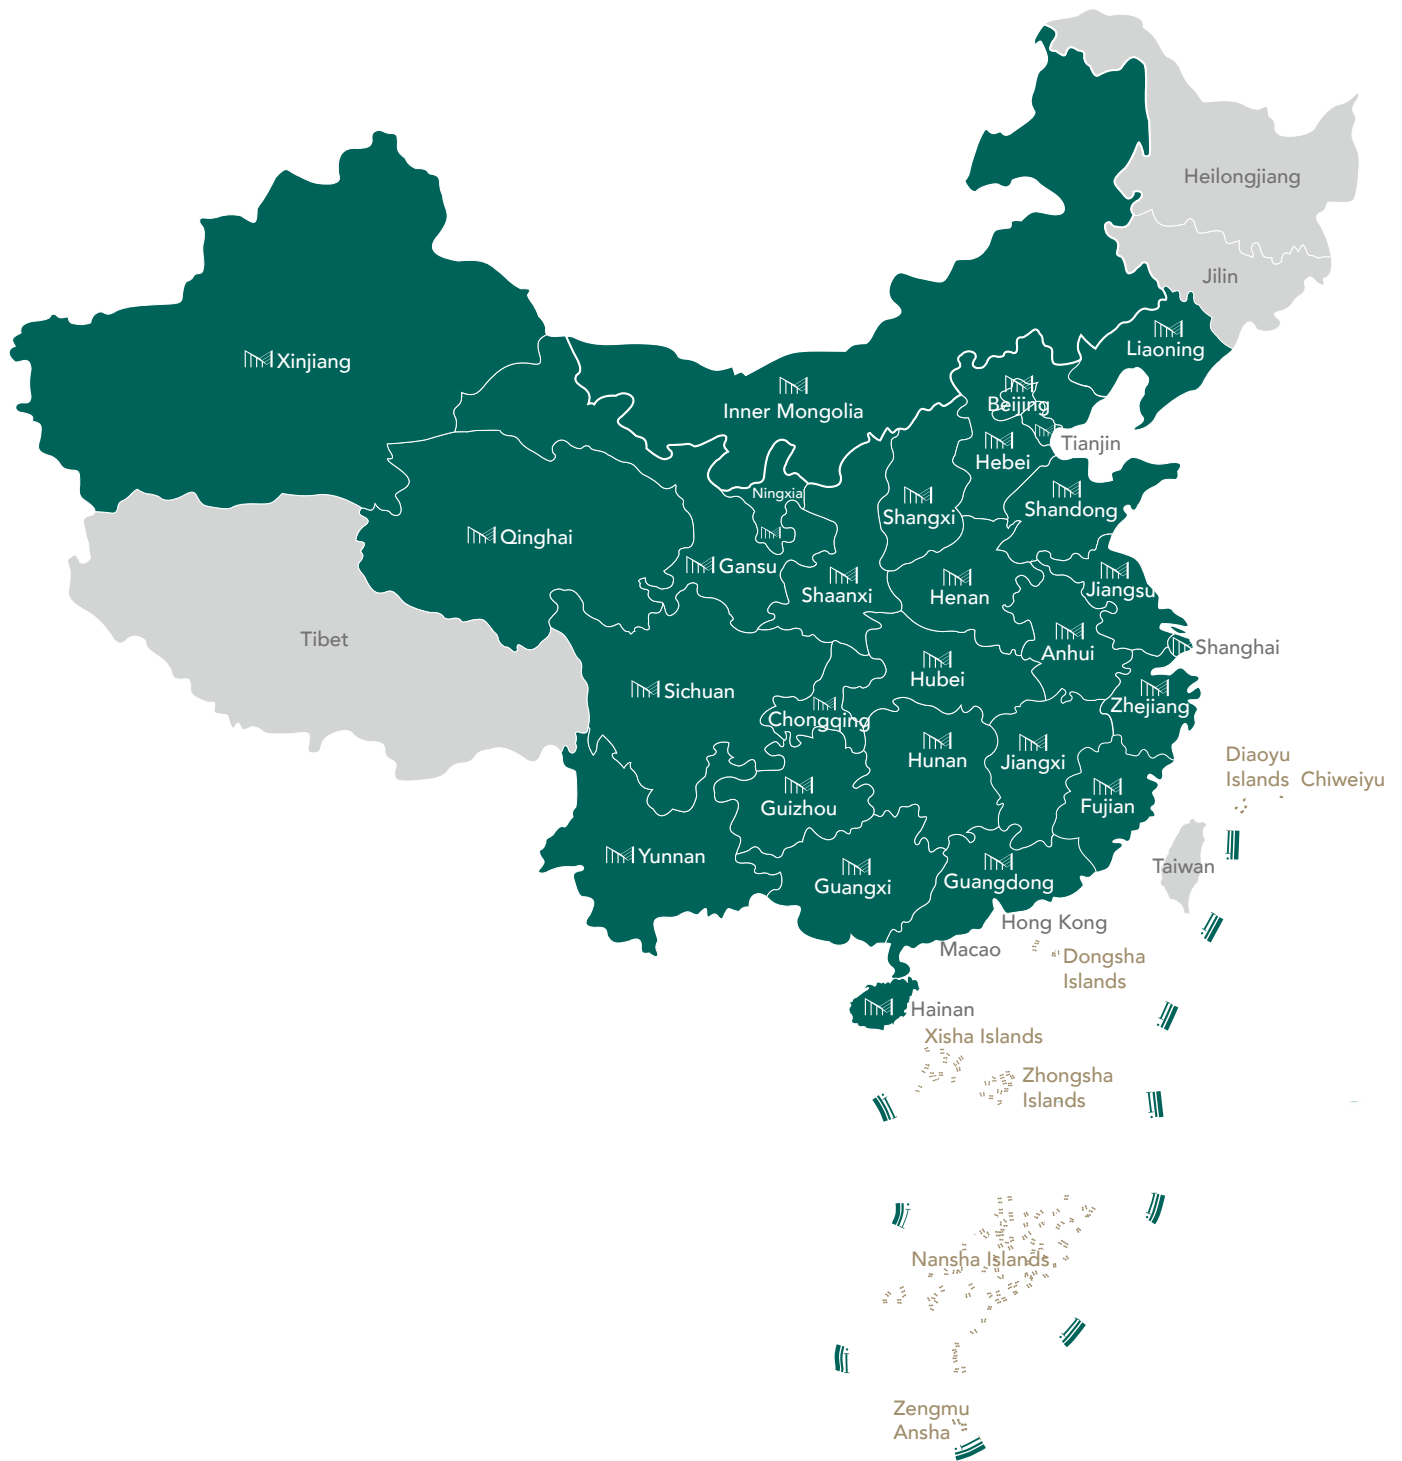 Heilongjiang
Jilin
Liaoning
Xinjiang
Inner Mongolia
Beijing
Tianjin
Hebei
Ningxia
Shangxi
Shandong
Qinghai
Gansu
Shaanxi
Henan
Jiangsu
Tibet
Anhui
Shanghai
Hubei
Sichuan
Zhejiang
Chongqing
Hunan
Jiangxi
Diaoyu
Islands Chiweiyu
Guizhou
Fujian
Yunnan
Taiwan
Guangxi
Guangdong
Hong Kong
Macao
Dongsha
Islands
Hainan
Xisha Islands
Zhongsha
Islands
Nansha Islands
Zengmu
Ansha